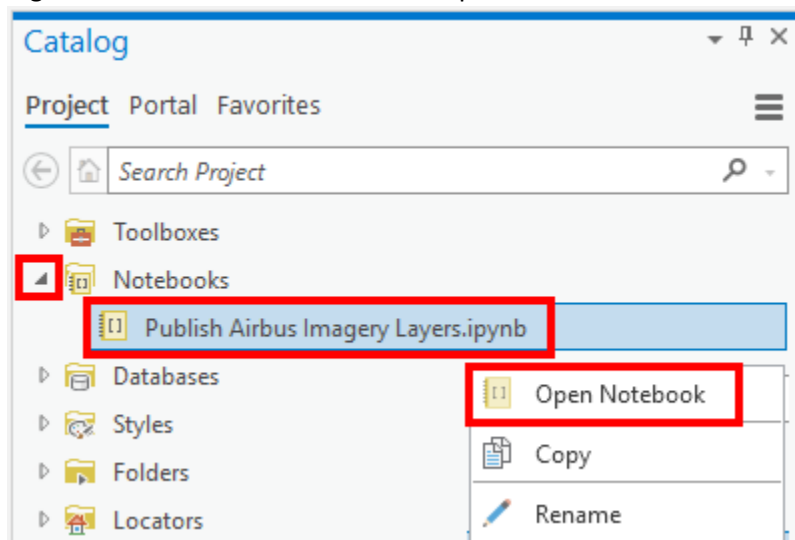 Catalog
Project Portal Favorites
Search Project
Toolboxes
Notebooks
Publish Airbus Imagery Layers.ipynb
Databases
Open Notebook
Styles
Copy
Folders
Locators
Rename